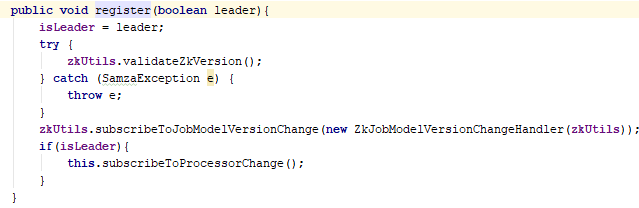 public void register(boolean leader){
isLeader = leader;
try {
zkUtils.validateZkVersion();
} catch (SamzaException e) {
throw e;
}
zkUtils.subscribeToJobModelVersionChange(new ZkJobModelVersionChangeHandler(zkUtils));
if(isLeader){
this.subscribeToProcessorChange();
}
}